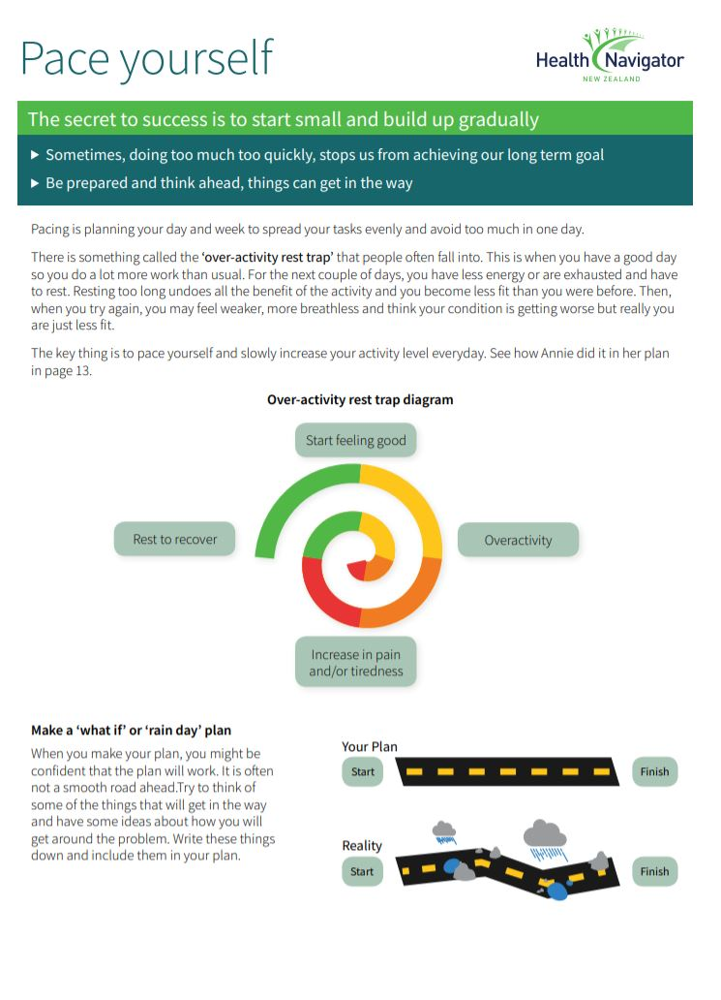 Pace yourself
Health Navigator
NEW ZEALAND
The secret to success is to start small and build up gradually
Sometimes, doing too much too quickly, stops us from achieving our long term goal
Be prepared and think ahead, things can get in the way
Pacing is planning your day and week to spread your tasks evenly and avoid too much in one day.
There is something called the ‘over-activity rest trap’ that people often fall into. This is when you have a good day
so you do a lot more work than usual. For the next couple of days, you have less energy or are exhausted and have
to rest. Resting too long undoes all the benefit of the activity and you become less fit than you were before. Then,
when you try again, you may feel weaker, more breathless and think your condition is getting worse but really you
are just less fit.
The key thing is to pace yourself and slowly increase your activity level everyday. See how Annie did it in her plan
in page 13.
Over-activity rest trap diagram
Start feeling good
Rest to recover
Overactivity
Increase in pain
and/or tiredness
Make a ‘what if’ or ‘rain day’ plan
When you make your plan, you might be
confident that the plan will work. It is often
not a smooth road ahead.Try to think of
some of the things that will get in the way
and have some ideas about how you will
get around the problem. Write these things
down and include them in your plan.
Your Plan
Start
Finish
Reality
Start
Finish